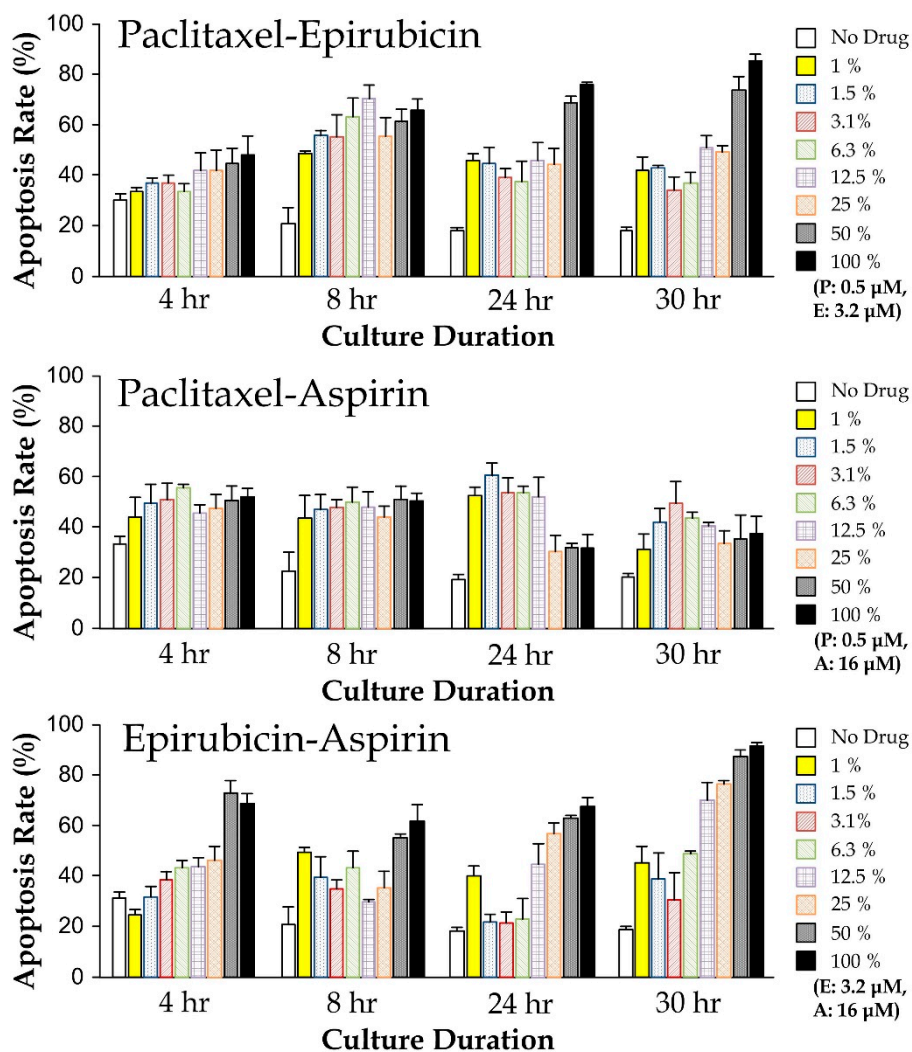 Paclitaxel-Epirubicin
Apoptosis Rate (%)
100
80
60
40
20
0
4 hr 8 hr 24 hr 30 hr
Culture Duration
No Drug
1 %
1.5 %
3.1%
6.3 %
12.5 %
25 %
50 %
100 %
(P: 0.5 µM,
E: 3.2 µM)
Paclitaxel-Aspirin
Apoptosis Rate (%)
100
80
60
40
20
0
4 hr 8 hr 24 hr 30 hr
Culture Duration
No Drug
1 %
1.5 %
3.1%
6.3 %
12.5 %
25 %
50 %
100 %
(P: 0.5 µM,
A: 16 µM)
Epirubicin-Aspirin
Apoptosis Rate (%)
100
80
60
40
20
0
4 hr 8 hr 24 hr 30 hr
Culture Duration
No Drug
1 %
1.5 %
3.1%
6.3 %
12.5 %
25 %
50 %
100 %
(E: 3.2 µM,
A: 16 µM)